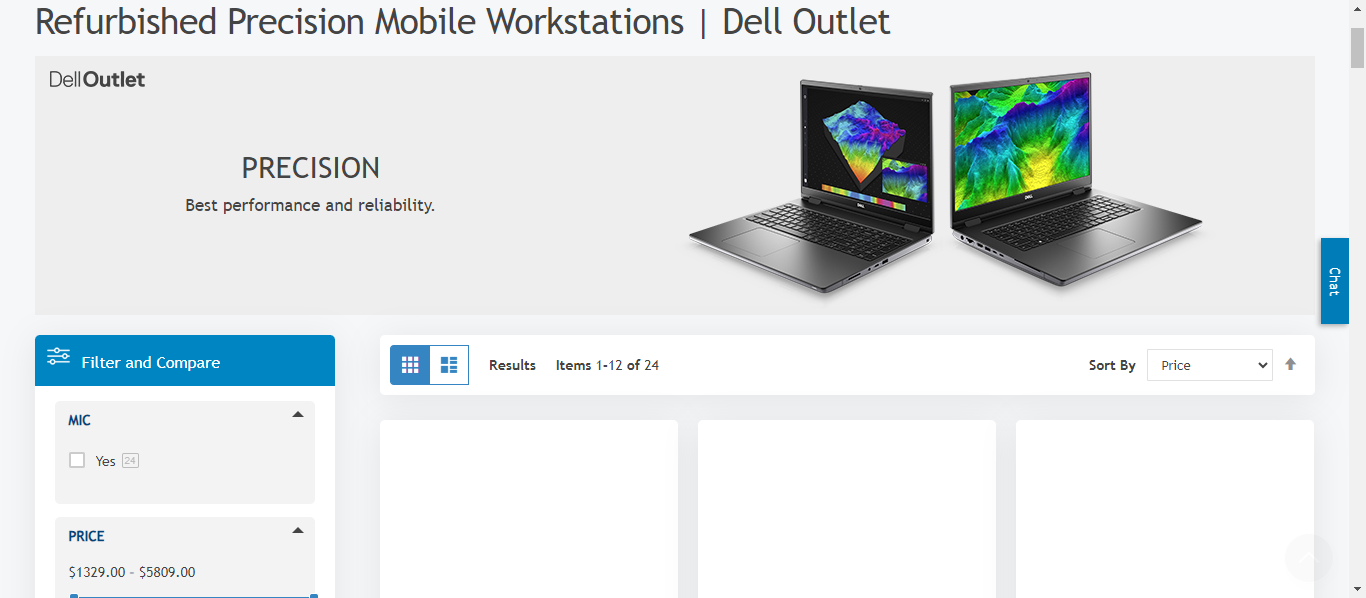 Refurbished Precision Mobile Workstations | Dell Outlet
DellOutlet
PRECISION
Best performance and reliability.
Chat
Filter and Compare
Results Items 1-12 of 24
Sort By Price
MIC
Yes 24
PRICE
$1329.00 - $5809.00